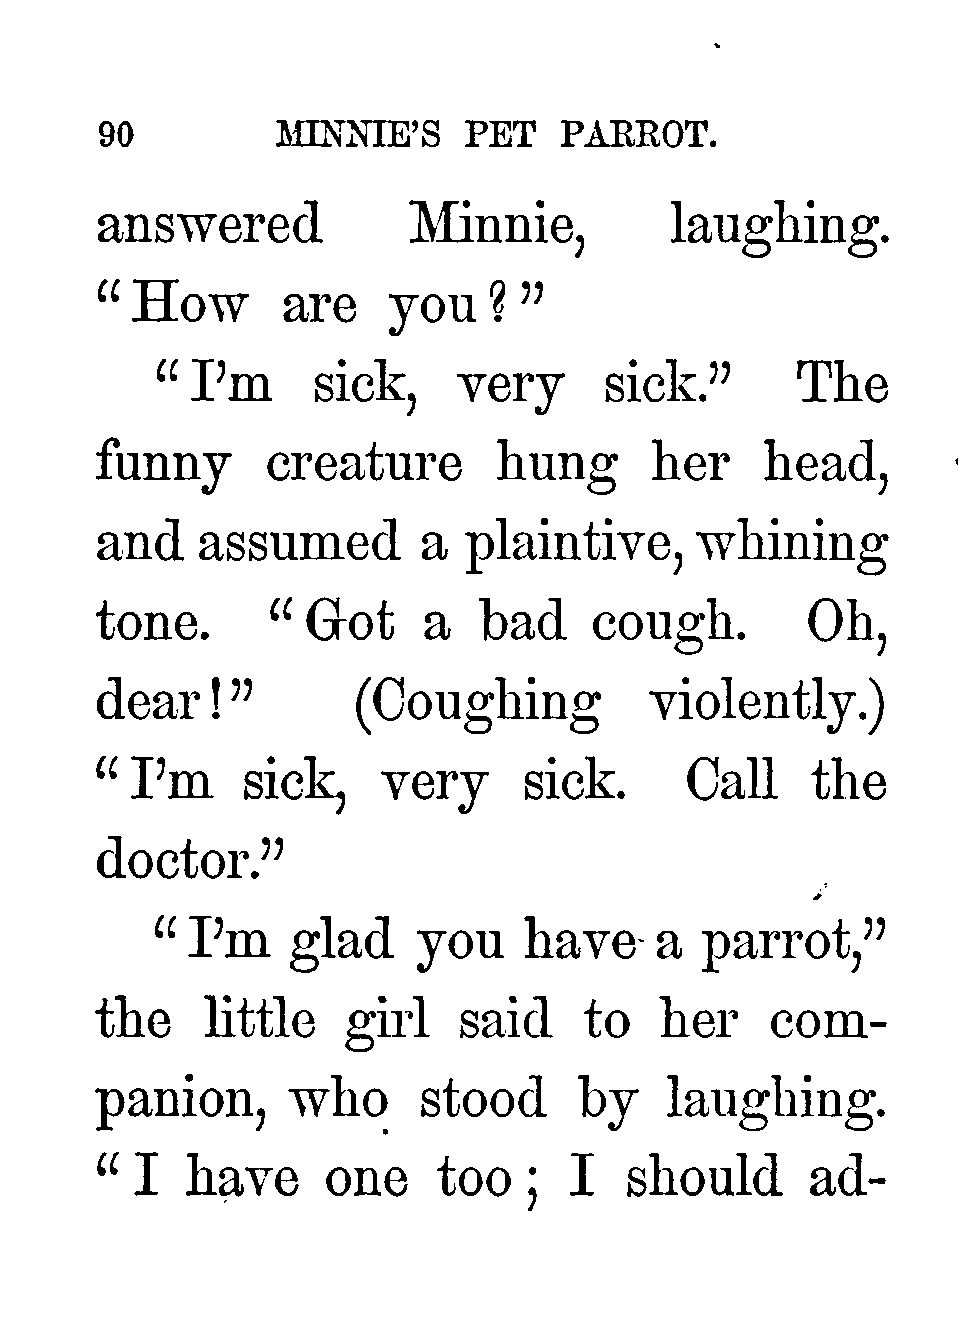 90 MINNIE'S PET PARROT.
answered Minnie, laughing.
"How are you?"
"I'm sick, very sick." The
funny creature hung her head,
and assumed a plaintive, whining
tone. "Got a bad cough. Oh,
dear!" (Coughing violently.)
"I'm sick, very sick. Call the
doctor."
"I'm glad you have a parrot,"
the little girl said to her com-
panion, who stood by laughing.
"I have one too; I should ad-